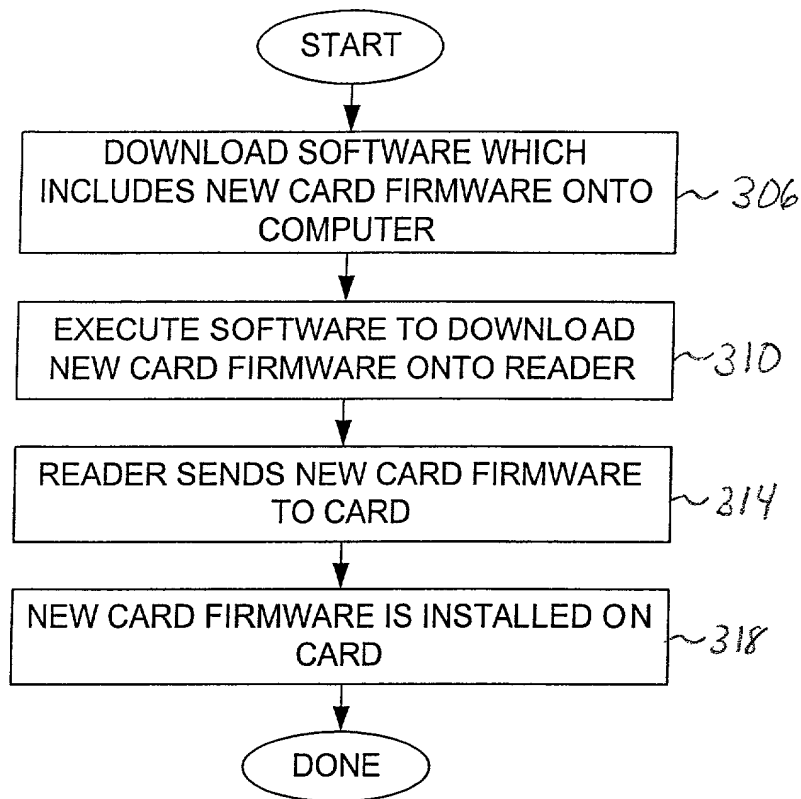 START
DOWNLOAD SOFTWARE WHICH
INCLUDES NEW CARD FIRMWARE ONTO
COMPUTER
306
EXECUTE SOFTWARE TO DOWNLOAD
NEW CARD FIRMWARE ONTO READER
310
READER SENDS NEW CARD FIRMWARE
TO CARD
314
NEW CARD FIRMWARE IS INSTALLED ON
CARD
318
DONE